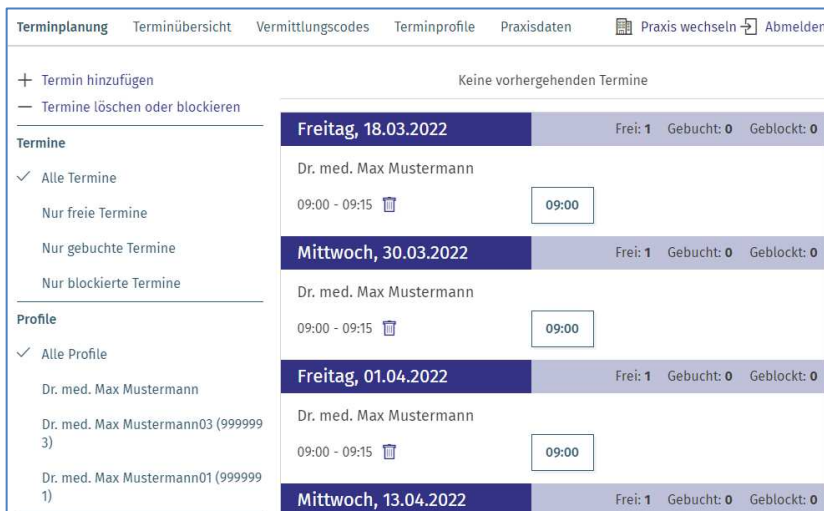 Terminplanung Terminübersicht Vermittlungscodes Terminprofile Praxisdaten Praxis wechseln Abmelden
+ Termin hinzufügen
— Termine löschen oder blockieren
Termine
Alle Termine
Nur freie Termine
Nur gebuchte Termine
Nur blockierte Termine
Profile
Alle Profile
Dr. med. Max Mustermann
Dr. med. Max Mustermann03 (999999
3)
Dr. med. Max Mustermann01 (999999
1)
Keine vorhergehenden Termine
Freitag, 18.03.2022 Frei: 1 Gebucht: 0 Geblockt: 0
Dr. med. Max Mustermann
09:00 - 09:15 09:00
Mittwoch, 30.03.2022 Frei: 1 Gebucht: 0 Geblockt: 0
Dr. med. Max Mustermann
09:00 - 09:15 09:00
Freitag, 01.04.2022 Frei: 1 Gebucht: 0 Geblockt: 0
Dr. med. Max Mustermann
09:00 - 09:15 09:00
Mittwoch, 13.04.2022 Frei: 1 Gebucht: 0 Geblockt: 0